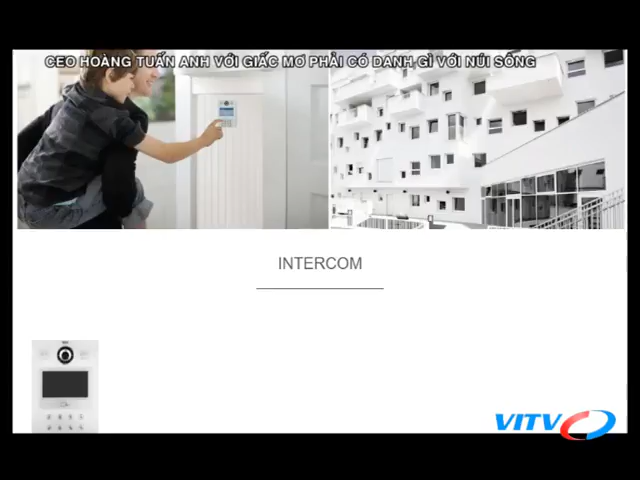 CEO HOÀNG TUẤN ANH VỚI GIẤC MƠ PHẢI CÓ DANH GÌ VỚI NÚI SÔNG
INTERCOM
VITV